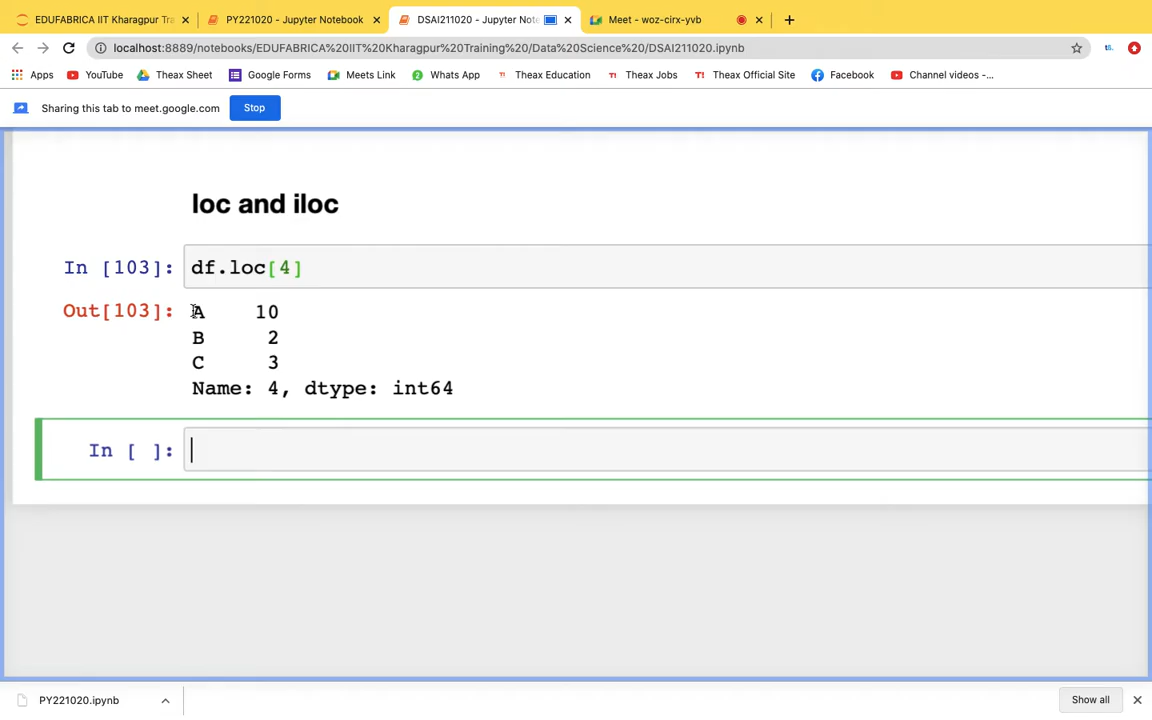 EDUFABRICA IIT Kharagpur Tra
PY221020 - Jupyter Notebook
DSAI211020 - Jupyter Note
Meet - woz-cirx-yvb
localhost:8889/notebooks/EDUFABRICA%20IIT%20Kharagpur%20Training%20/Data%20Science%20/DSAI211020.ipynb
Apps YouTube Theax Sheet Google Forms Meets Link Whats App Theax Education Theax Jobs Theax Official Site Facebook Channel videos -...
Sharing this tab to meet.google.com Stop
loc and iloc
In [103]: df.loc[4]
Out[103]: A 10
B 2
C 3
Name: 4, dtype: int64
In [ ]:
PY221020.ipynb Show all